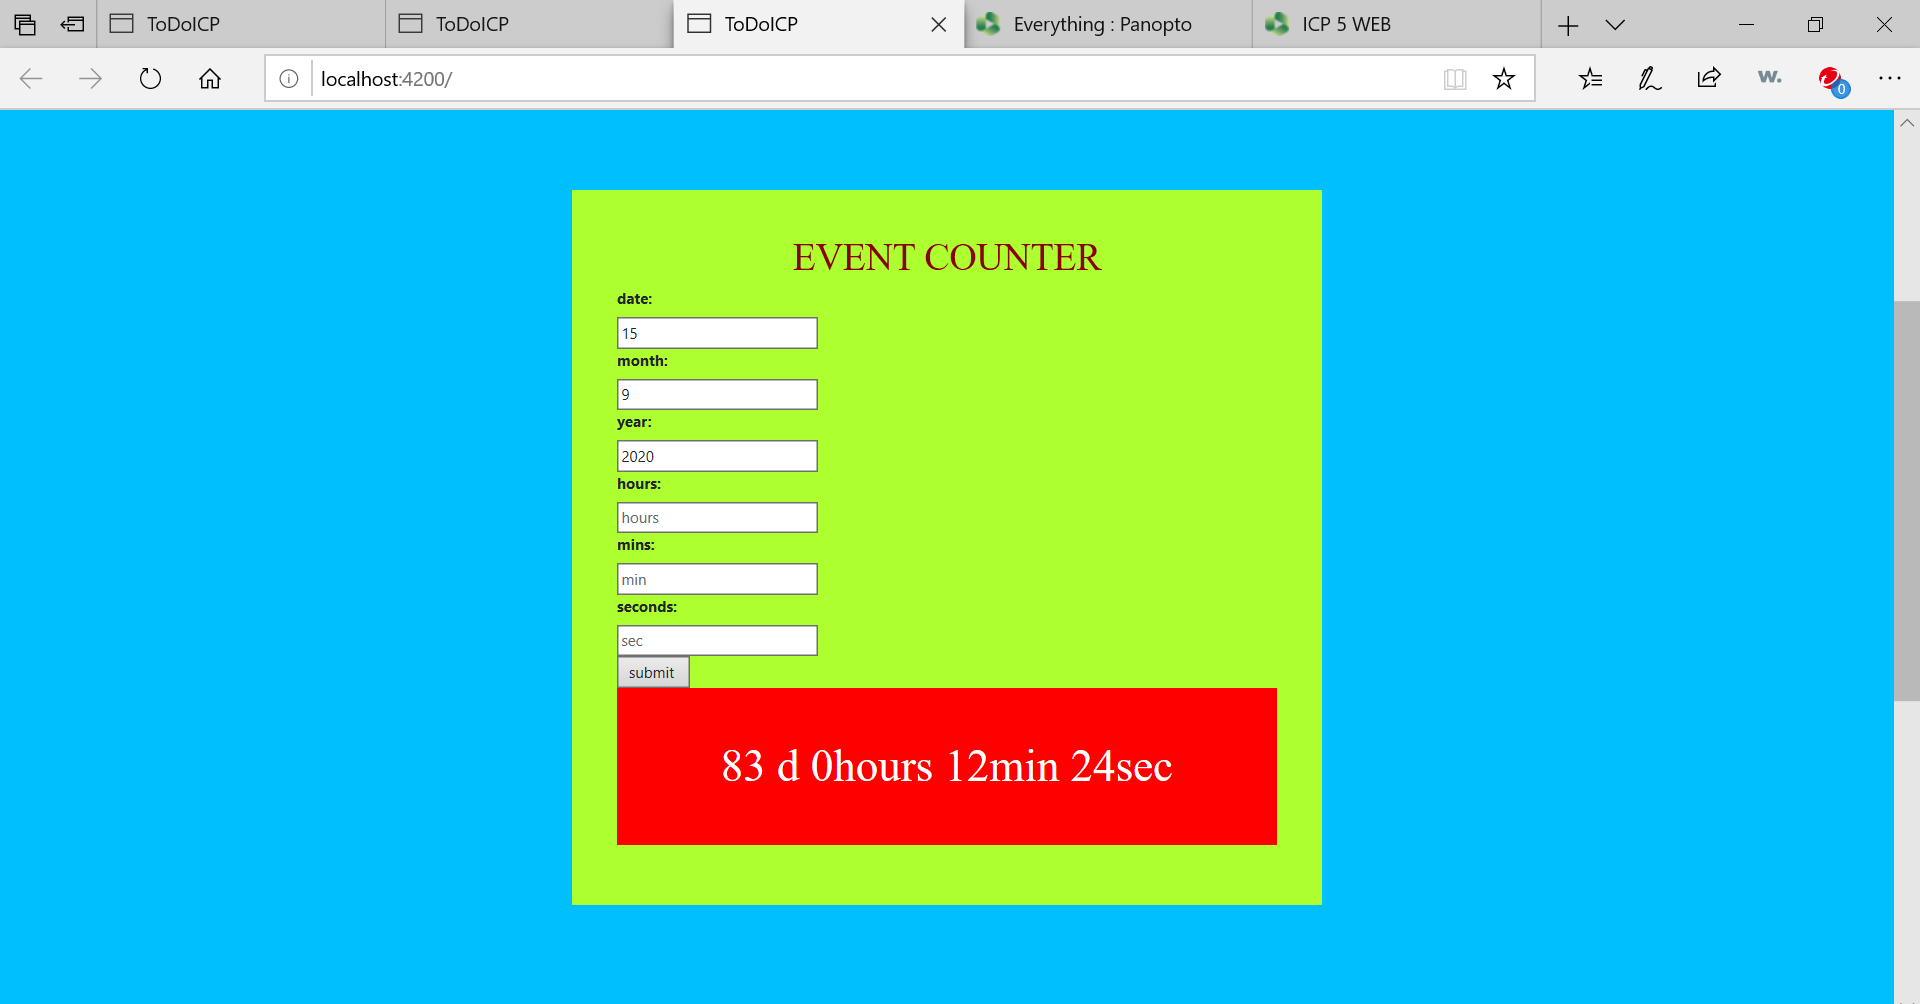 ToDoICP
ToDoICP
ToDoICP
Everything : Panopto
ICP 5 WEB
localhost:4200/
w.
0
EVENT COUNTER
date:
15
month:
9
year:
2020
hours:
hours
mins:
min
seconds:
sec
submit
83 d 0hours 12min 24sec